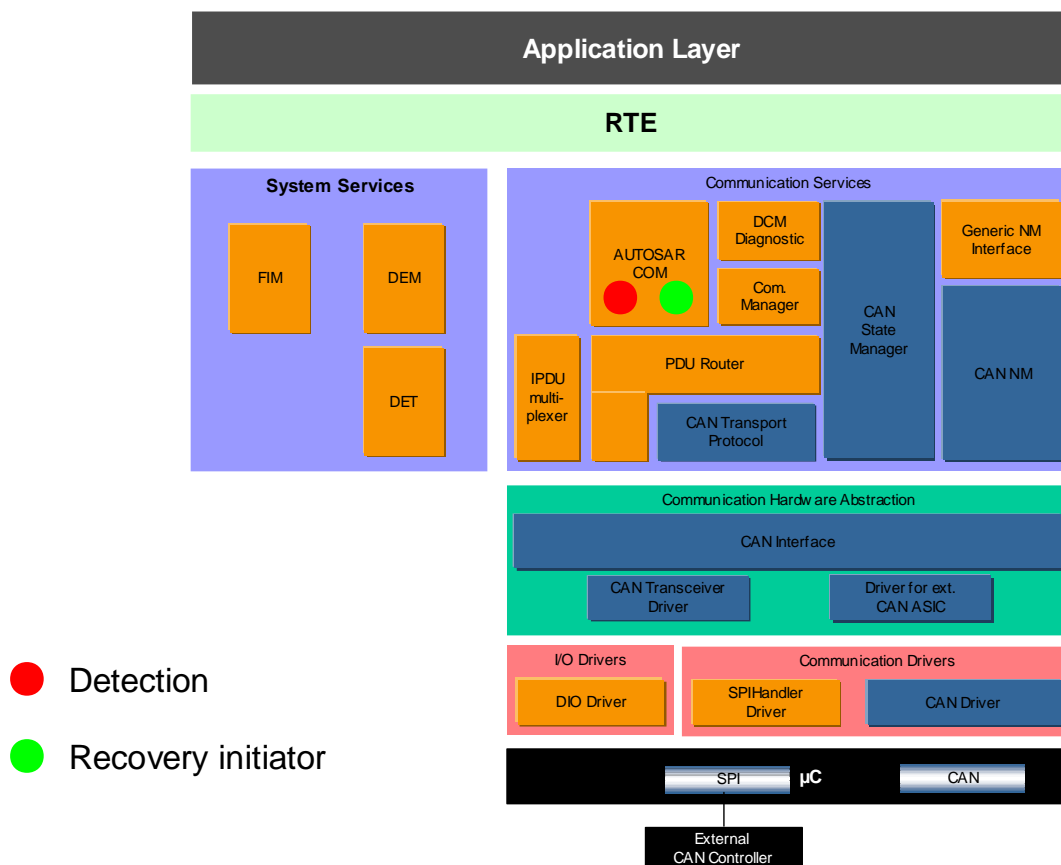 Application Layer
RTE
System Services
FIM
DEM
DET
Communication Services
AUTOSAR
COM
DCM
Diagnostic
Com.
Manager
CAN
State
Manager
Generic NM
Interface
CAN NM
IPDU
multi-
plexer
PDU Router
CAN Transport
Protocol
Communication Hardware Abstraction
CAN Interface
CAN Transceiver
Driver
Driver for ext.
CAN ASIC
I/O Drivers
DIO Driver
Communication Drivers
SPIHandler
Driver
CAN Driver
SPI
µC
CAN
External
CAN Controller
Detection
Recovery initiator